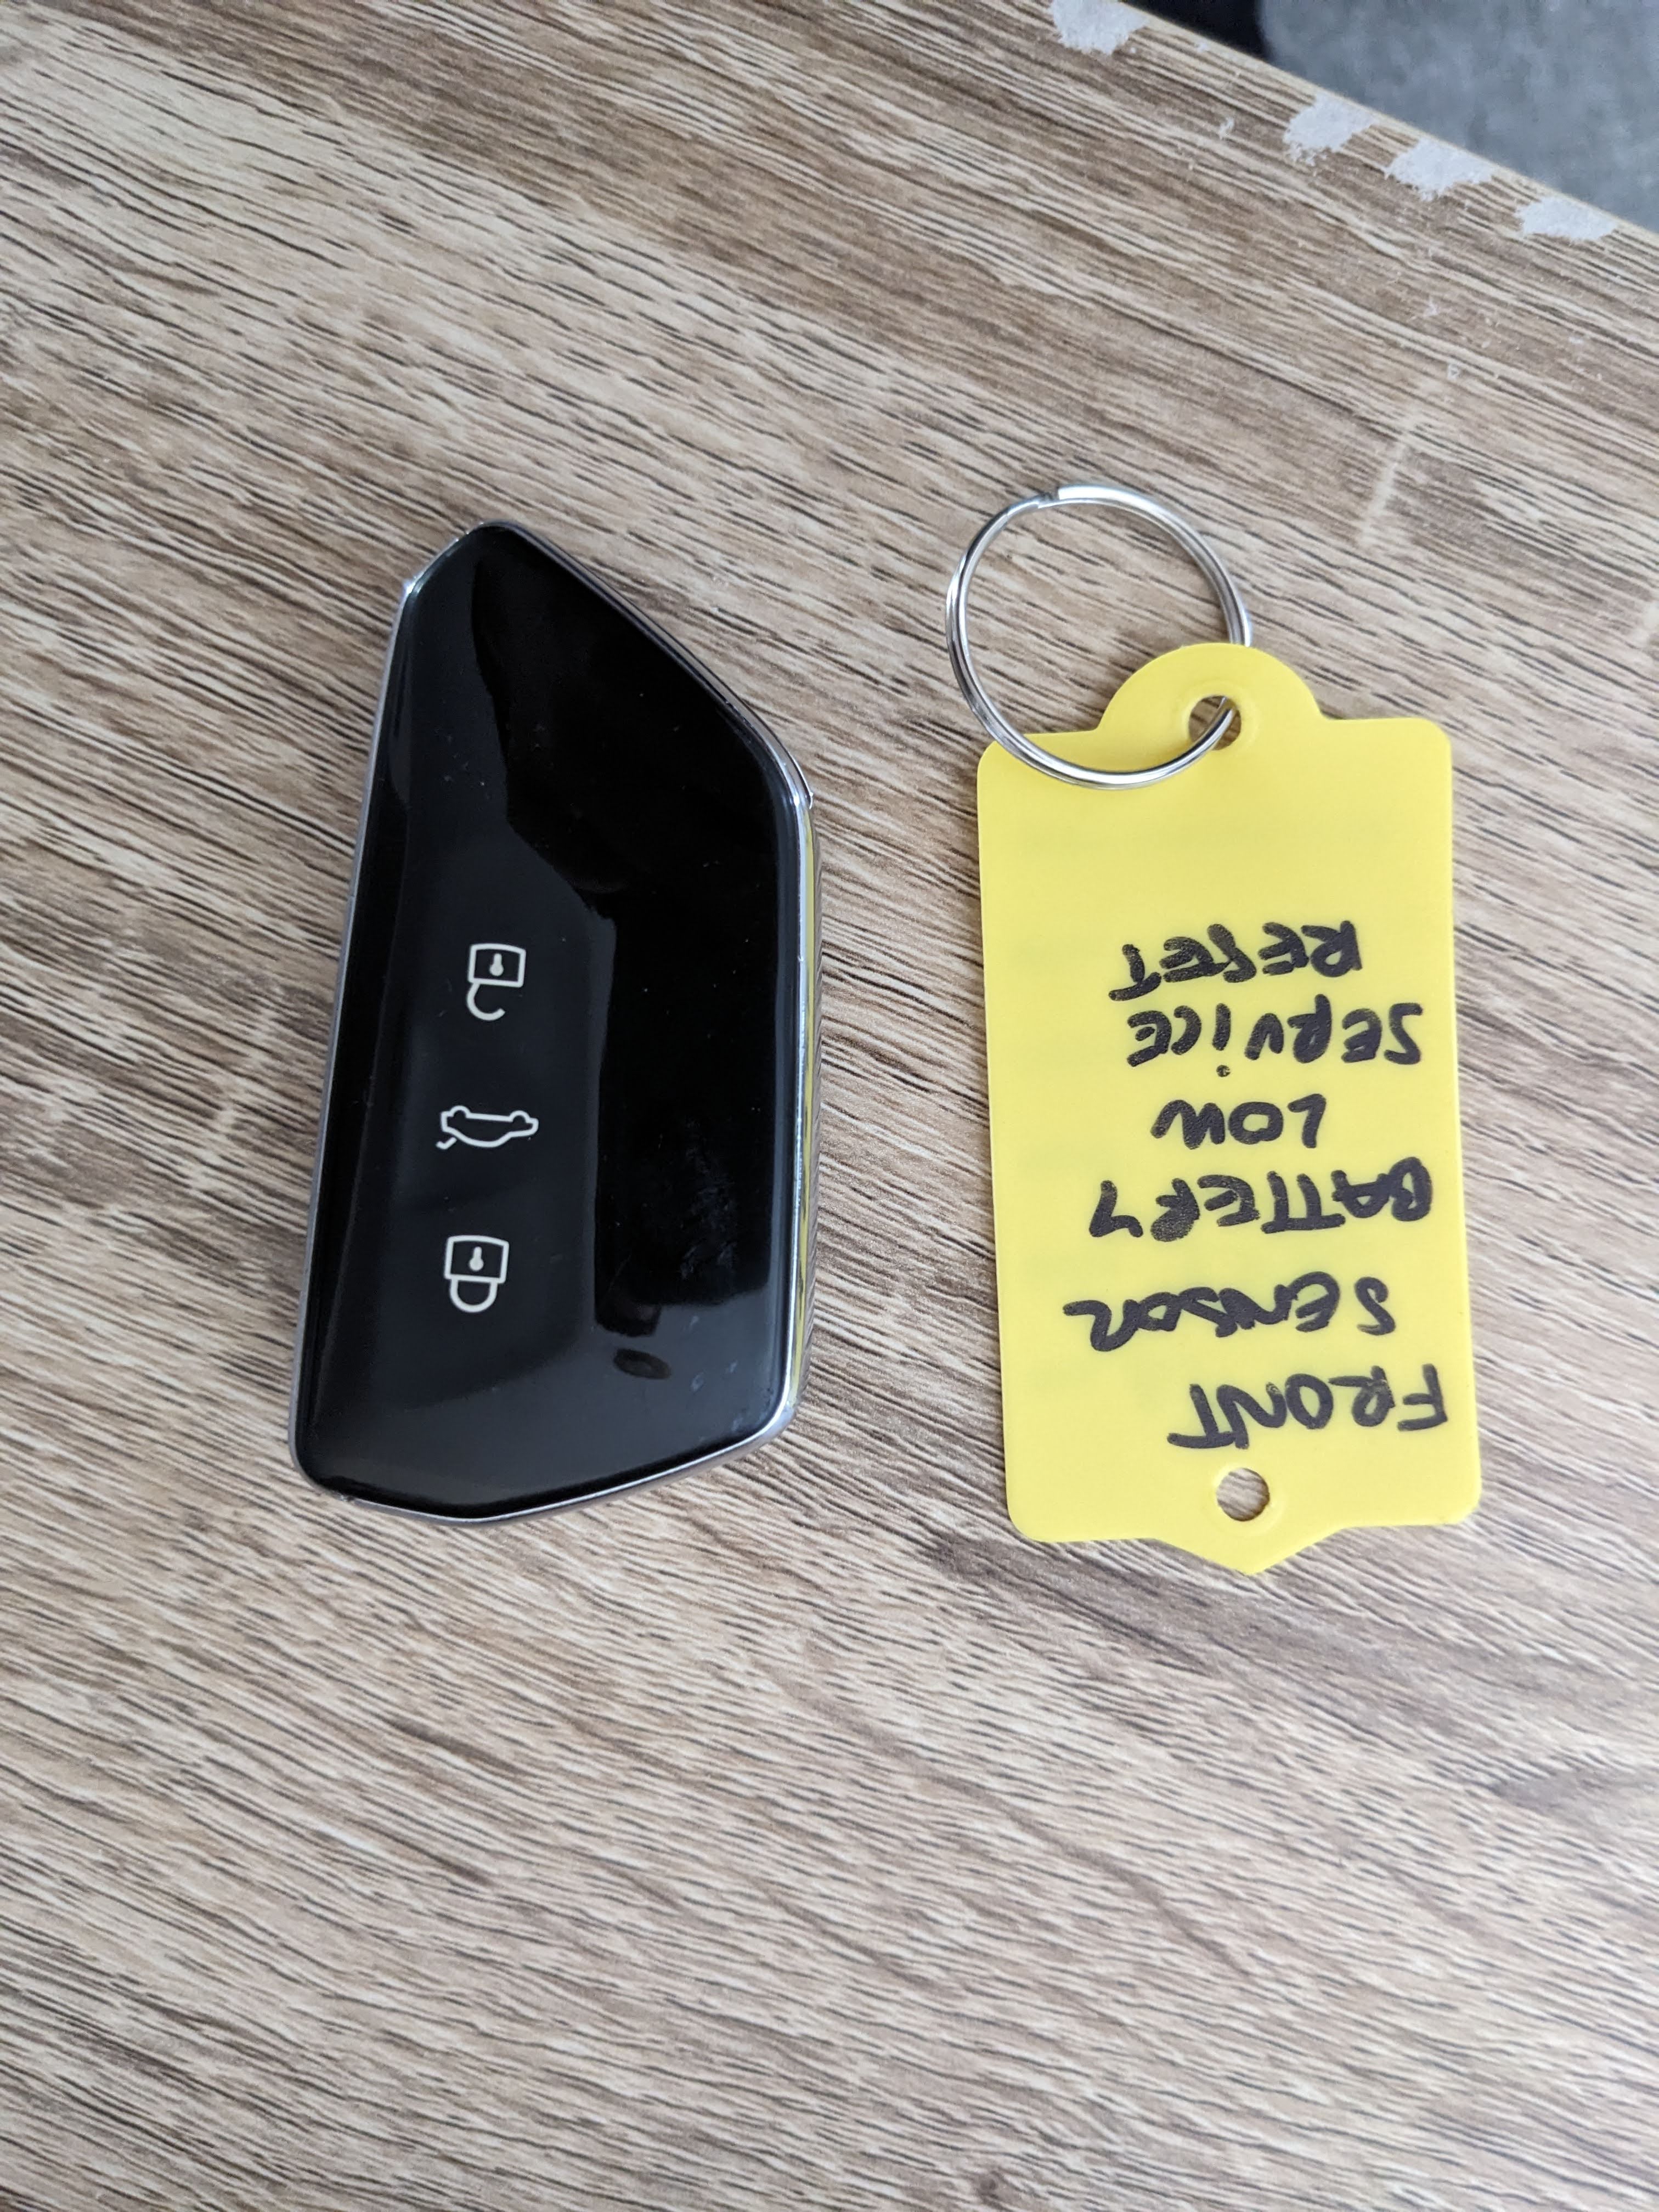 FRONT
SENSOR
BATTERY
LOW
SERViCE
RESET